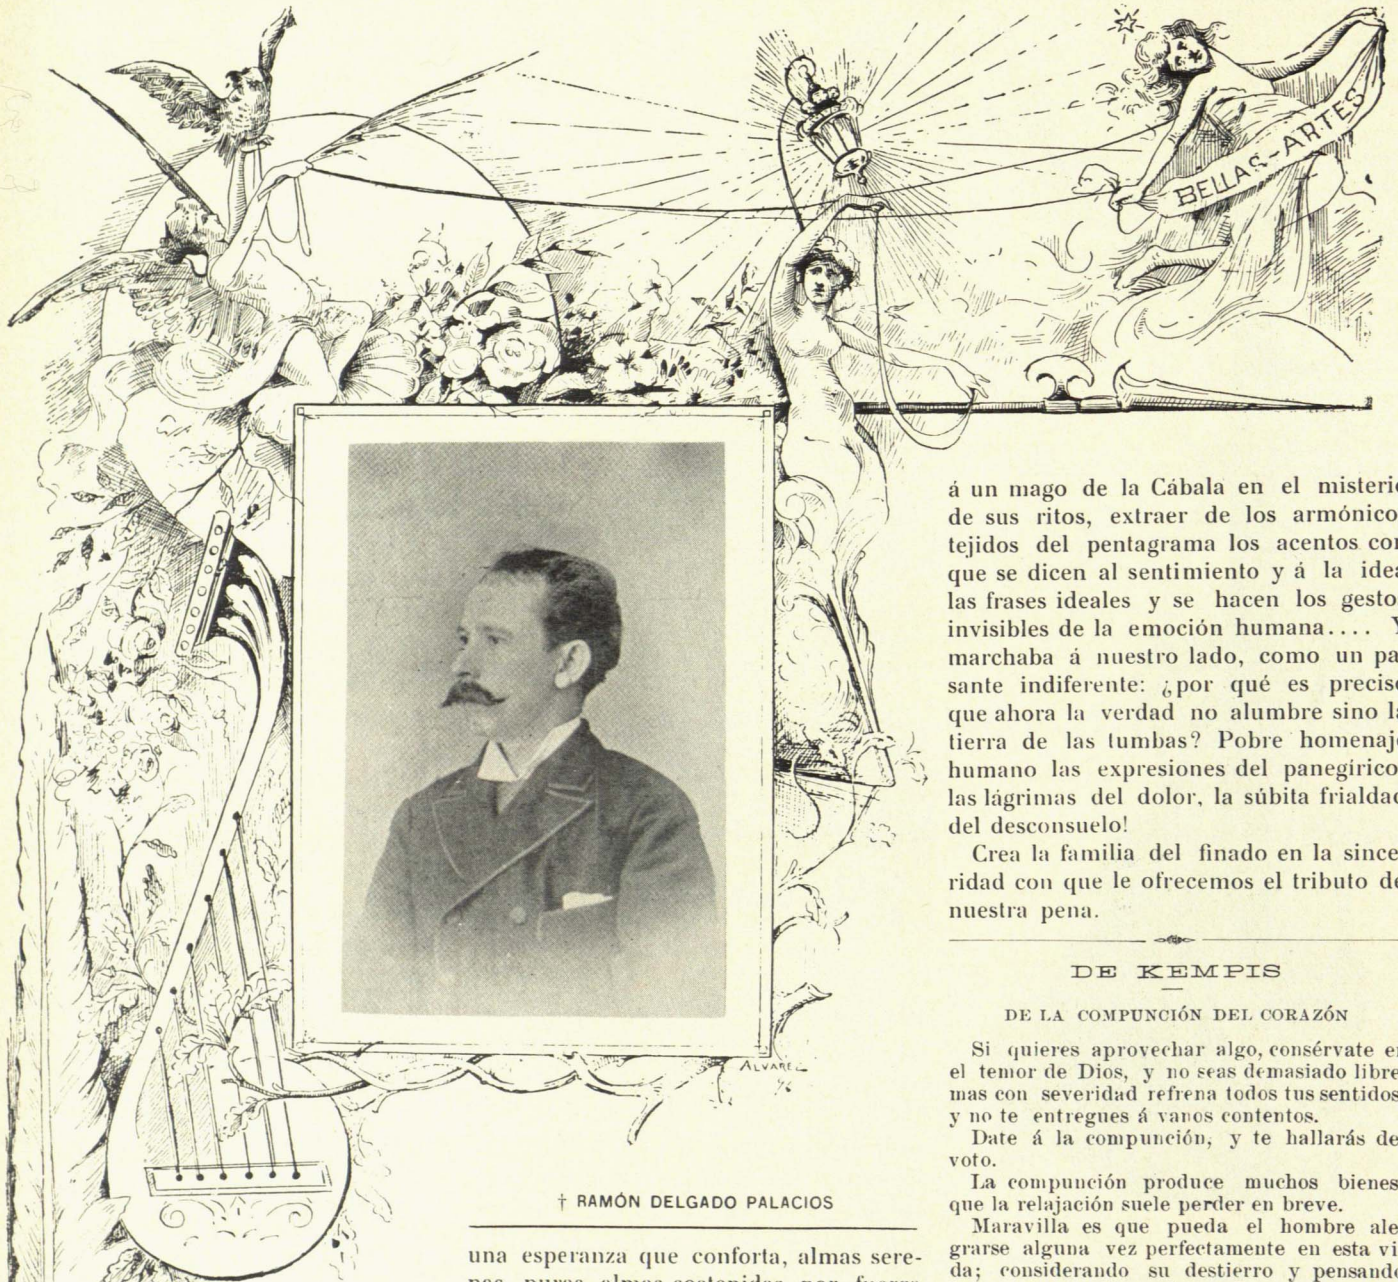 BELLAS-ARTES
ALVAREZ
† RAMÓN DELGADO PALACIOS
una esperanza que conforta, almas sere-
á un mago de la Cábala en el misteri
de sus ritos, extraer de los armónico
tejidos del pentagrama los acentos con
que se dicen al sentimiento y á la idea
las frases ideales y se hacen los gesto
invisibles de la emoción humana.... Y
marchaba á nuestro lado, como un pa
sante indiferente: ¿por qué es preciso
que ahora la verdad no alumbre sino la
tierra de las tumbas? Pobre homenaje
humano las expresiones del panegírico
las lágrimas del dolor, la súbita frialdad
del desconsuelo!
Crea la familia del finado en la since
ridad con que le ofrecemos el tributo de
nuestra pena.
DE KEMPIS
DE LA COMPUNCIÓN DEL CORAZÓN
Si quieres aprovechar algo, consérvate en
el temor de Dios, y no seas demasiado libre
mas con severidad refrena todos tus sentidos
y no te entregues á vanos contentos.
Date á la compunción, y te hallarás de
voto.
La compunción produce muchos bienes
que la relajación suele perder en breve.
Maravilla es que pueda el hombre ale
grarse alguna vez perfectamente en esta vi
da; considerando su destierro y pensando